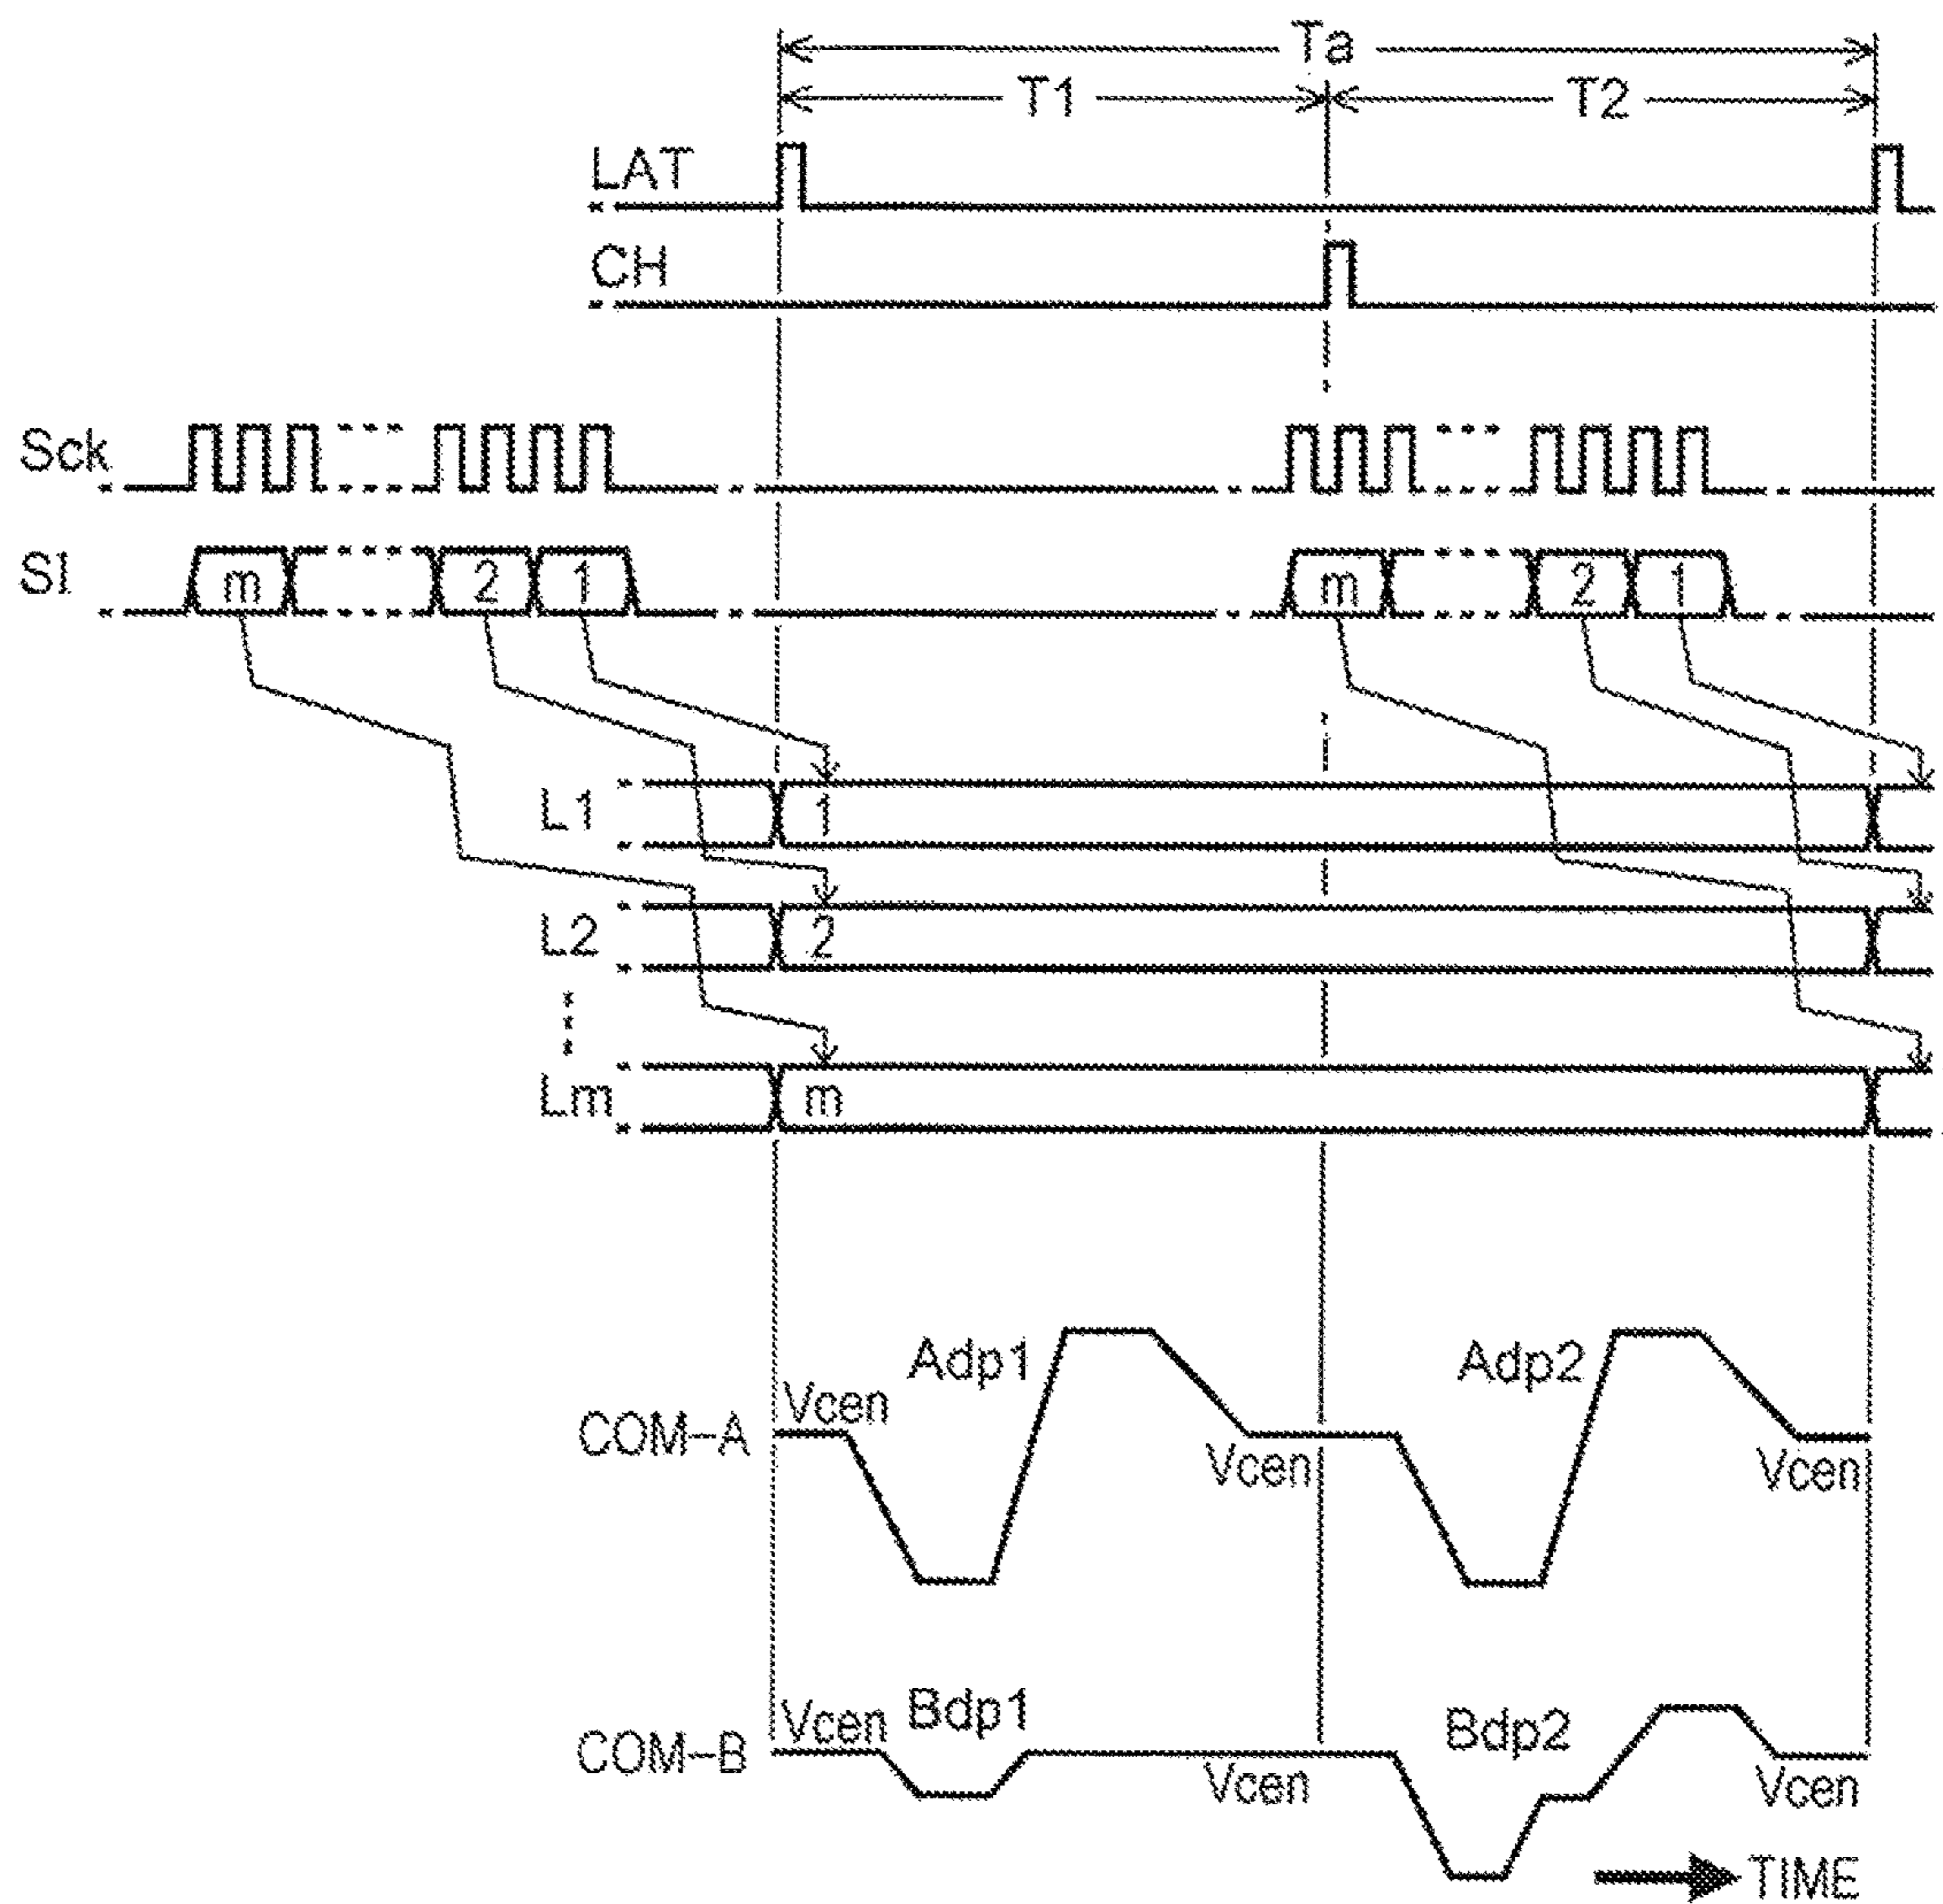 Ta
T1 T2
LAT
CH
Sck
SI m 2 1 m 2 1
L1 1
L2 2
Lm m
Adp1 Adp2
Vcen
COM-A
Vcen Vcen
Bdp1 Bdp2
Vcen
COM-B
Vcen Vcen
TIME